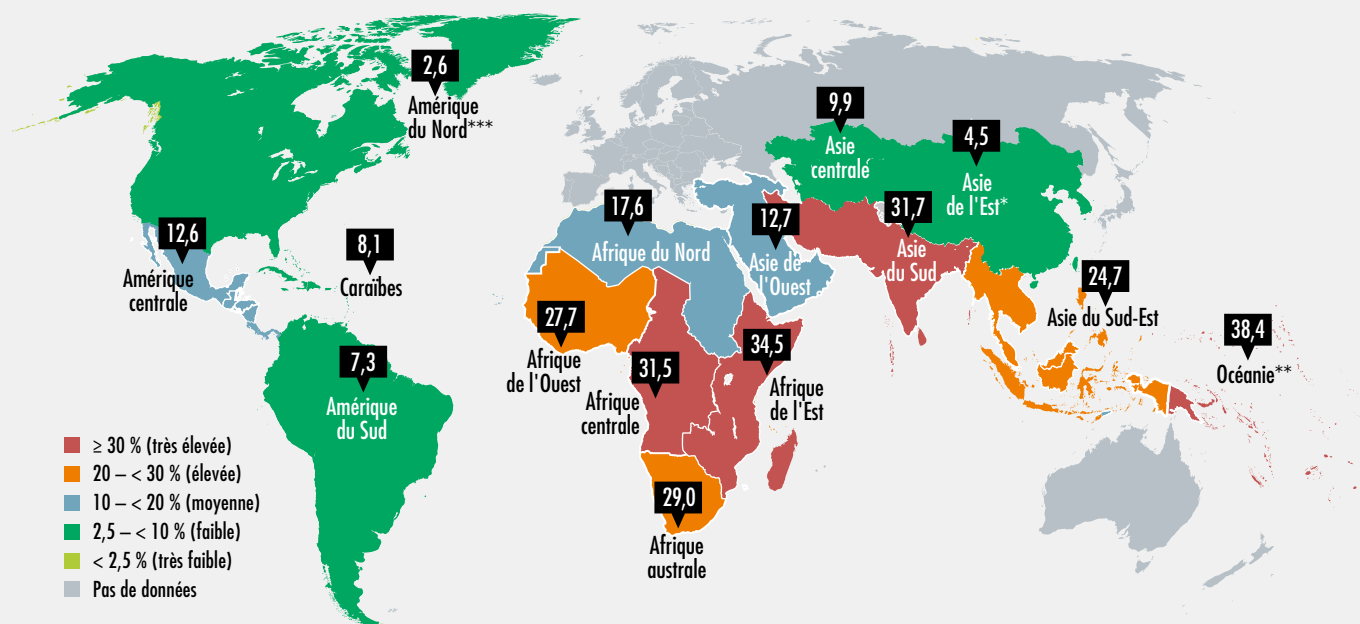 2,6
Amérique
du Nord***
9,9
Asie
centrale
4,5
Asie
de l'Est*
17,6
Afrique du Nord
12,7
Asie de
l'Ouest
31,7
Asie
du Sud
12,6
Amérique
centrale
8,1
Caraïbes
24,7
Asie du Sud-Est
38,4
Océanie**
27,7
Afrique
de l'Ouest
31,5
Afrique
centrale
34,5
Afrique
de l'Est
7,3
Amérique
du Sud
29,0
Afrique
australe
≥ 30 % (très élevée)
20 – < 30 % (élevée)
10 – < 20 % (moyenne)
2,5 – < 10 % (faible)
< 2,5 % (très faible)
Pas de données